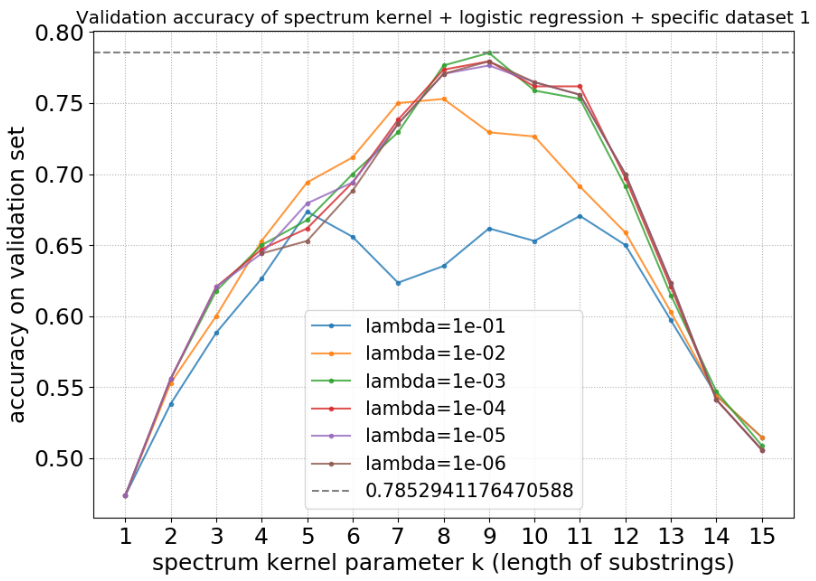 Validation accuracy of spectrum kernel + logistic regression + specific dataset 1
accuracy on validation set
0.80
0.75
0.70
0.65
0.60
0.55
0.50
lambda=1e-01
lambda=1e-02
lambda=1e-03
lambda=1e-04
lambda=1e-05
lambda=1e-06
0.7852941176470588
1 2 3 4 5 6 7 8 9 10 11 12 13 14 15
spectrum kernel parameter k (length of substrings)